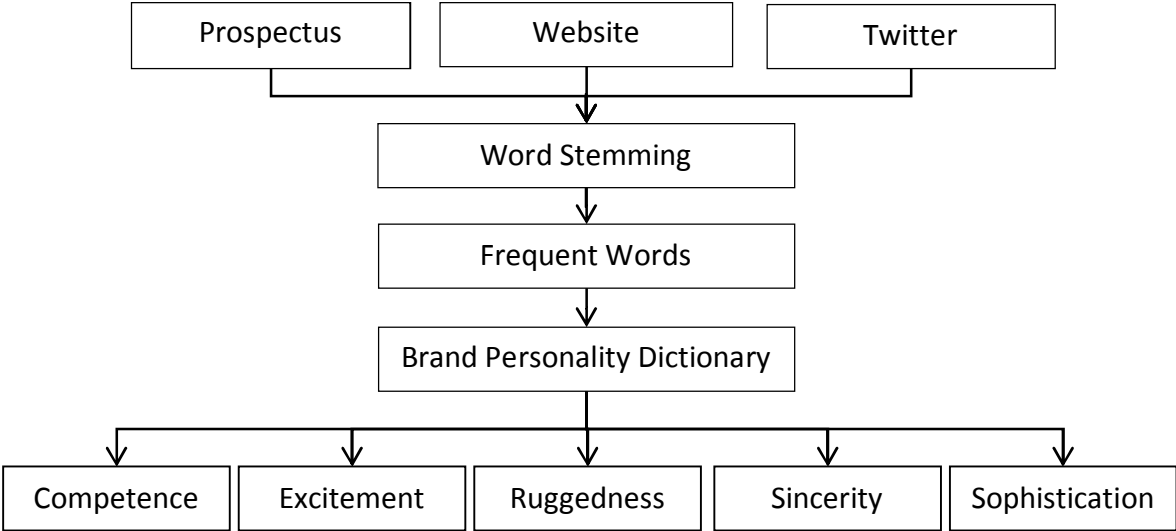 Prospectus
Website
Twitter
Word Stemming
Frequent Words
Brand Personality Dictionary
Competence
Excitement
Ruggedness
Sincerity
Sophistication